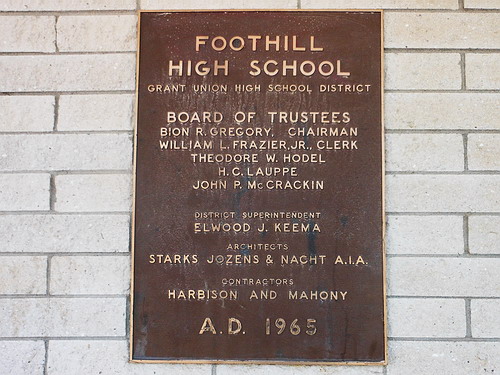 FOOTHILL
HIGH SCHOOL
GRANT UNION HIGH SCHOOL DISTRICT
BOARD OF TRUSTEES
BION R. GREGORY, CHAIRMAN
WILLIAM L. FRAZIER, JR., CLERK
THEODORE W. HODEL
H. C. LAUPPE
JOHN P. McCRACKIN
DISTRICT SUPERINTENDENT
ELWOOD J. KEEMA
ARCHITECTS
STARKS JOZENS & NACHT A.I.A.
CONTRACTORS
HARBISON AND MAHONY
A.D. 1965